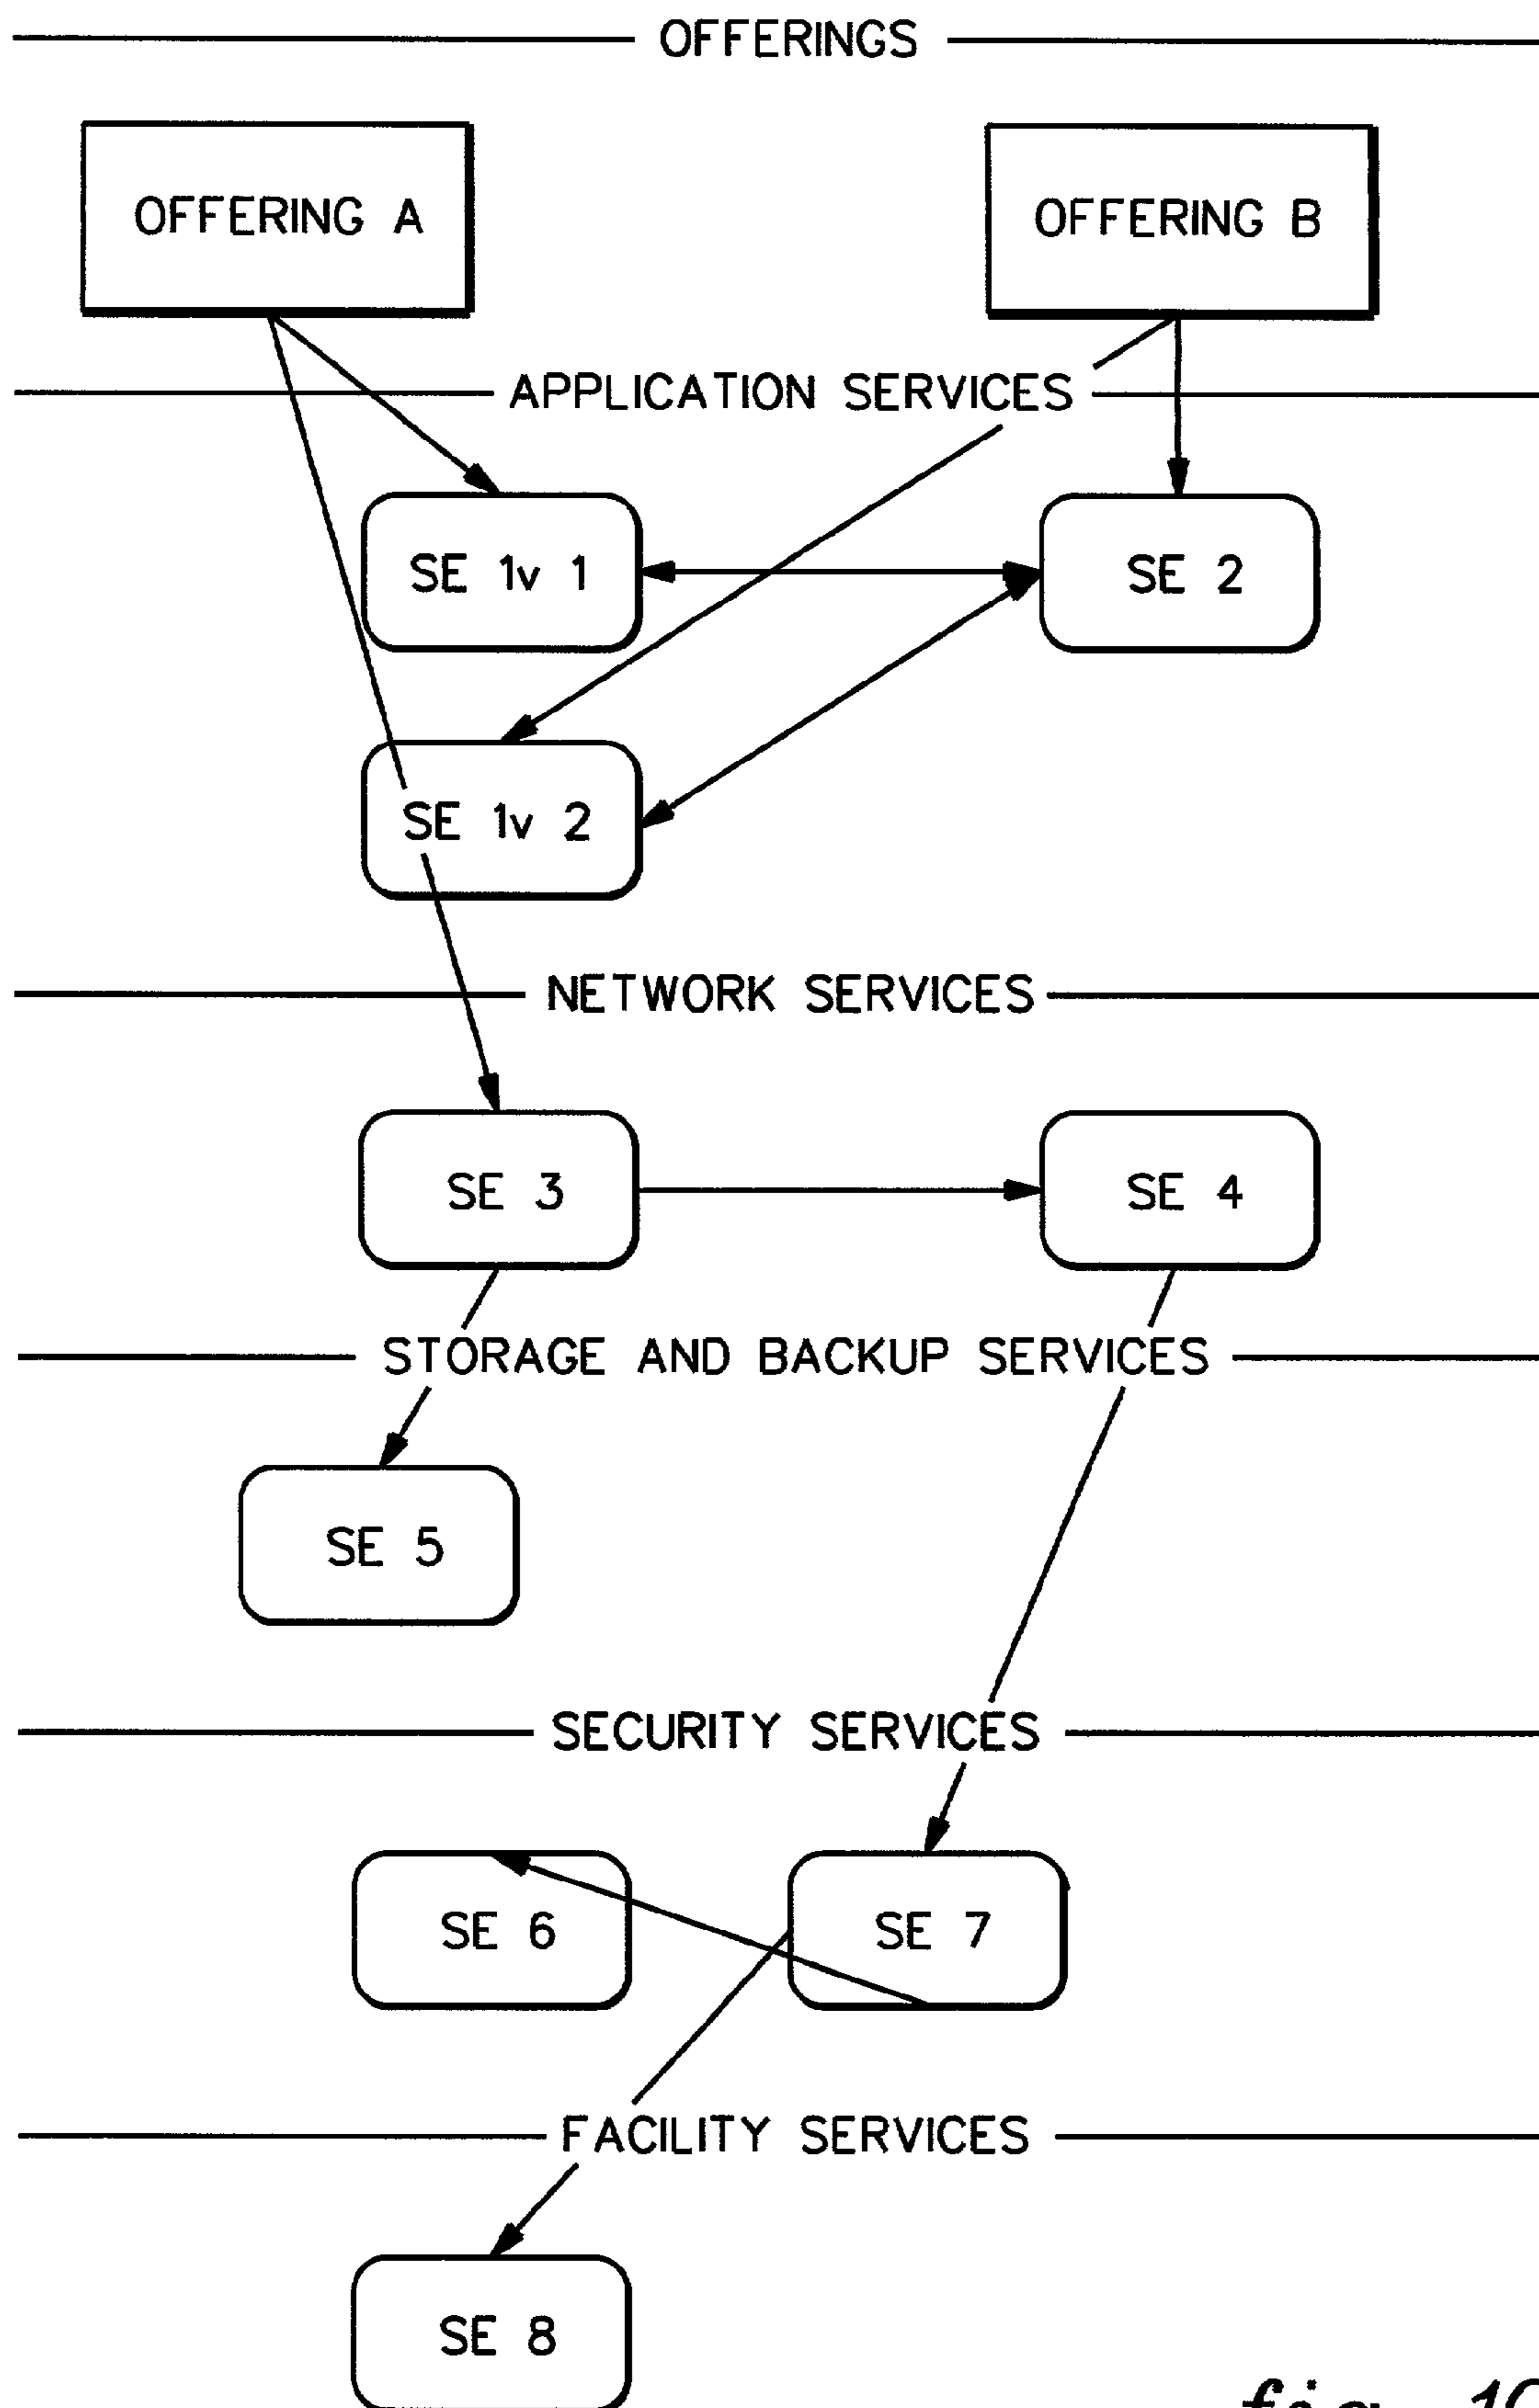 OFFERINGS
OFFERING A
OFFERING B
APPLICATION SERVICES
SE 1v 1
SE 2
SE 1v 2
NETWORK SERVICES
SE 3
SE 4
STORAGE AND BACKUP SERVICES
SE 5
SECURITY SERVICES
SE 6
SE 7
FACILITY SERVICES
SE 8